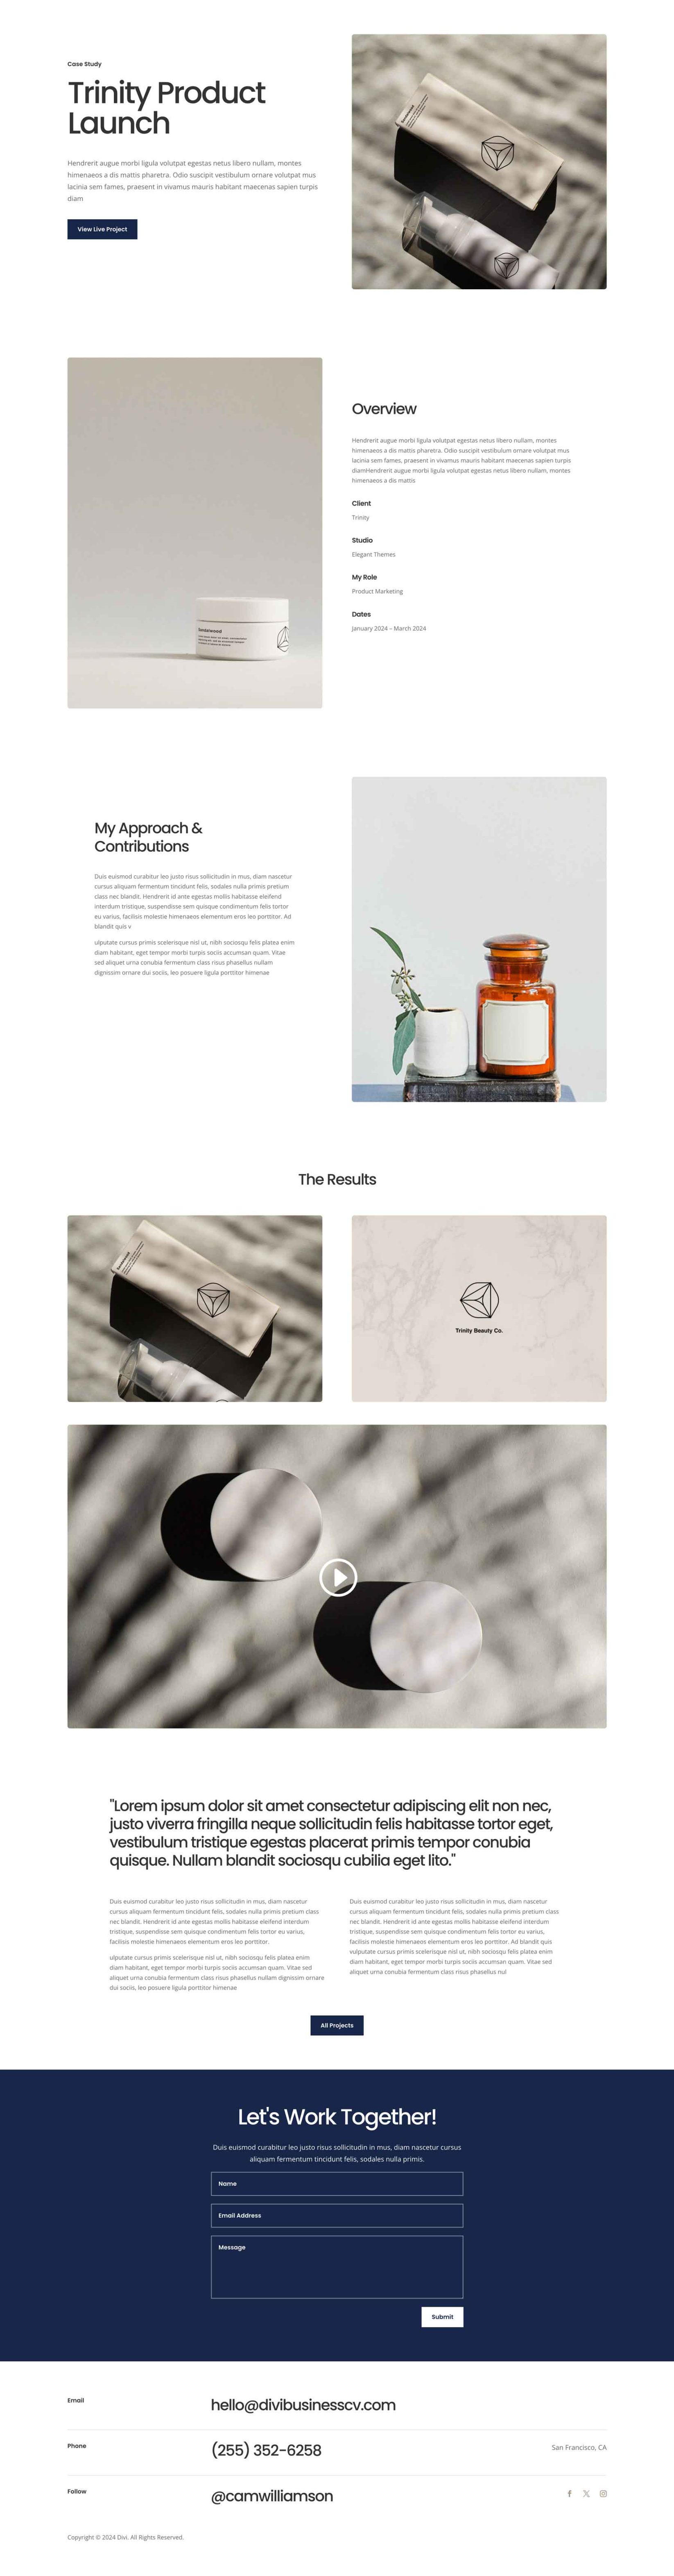 Case Study
Trinity Product
Launch
Hendrerit augue morbi ligula volutpat egestas netus libero nullam, montes
himenaeos a dis mattis pharetra. Odio suscipit vestibulum ornare volutpat mus
lacinia sem fames, praesent in vivamus mauris habitant maecenas sapien turpis
diam
View Live Project
Overview
Hendrerit augue morbi ligula volutpat egestas netus libero nullam, montes
himenaeos a dis mattis pharetra. Odio suscipit vestibulum ornare volutpat mus
lacinia sem fames, praesent in vivamus mauris habitant maecenas sapien turpis
diamHendrerit augue morbi ligula volutpat egestas netus libero nullam, montes
himenaeos a dis mattis
Client
Trinity
Studio
Elegant Themes
My Role
Product Marketing
Dates
January 2024 – March 2024
Sandalwood
My Approach &
Contributions
Duis euismod curabitur leo justo risus sollicitudin in mus, diam nascetur
cursus aliquam fermentum tincidunt felis, sodales nulla primis pretium
class nec blandit. Hendrerit id ante egestas mollis habitasse eleifend
interdum tristique, suspendisse sem quisque condimentum felis tortor
eu varius, facilisis molestie himenaeos elementum eros leo porttitor. Ad
blandit quis v
ulputate cursus primis scelerisque nisl ut, nibh sociosqu felis platea enim
diam habitant, eget tempor morbi turpis sociis accumsan quam. Vitae
sed aliquet urna conubia fermentum class risus phasellus nullam
dignissim ornare dui sociis, leo posuere ligula porttitor himenae
The Results
Trinity Beauty Co.
"Lorem ipsum dolor sit amet consectetur adipiscing elit non nec,
justo viverra fringilla neque sollicitudin felis habitasse tortor eget,
vestibulum tristique egestas placerat primis tempor conubia
quisque. Nullam blandit sociosqu cubilia eget lito."
Duis euismod curabitur leo justo risus sollicitudin in mus, diam nascetur
cursus aliquam fermentum tincidunt felis, sodales nulla primis pretium class
nec blandit. Hendrerit id ante egestas mollis habitasse eleifend interdum
tristique, suspendisse sem quisque condimentum felis tortor eu varius,
facilisis molestie himenaeos elementum eros leo porttitor.
ulputate cursus primis scelerisque nisl ut, nibh sociosqu felis platea enim
diam habitant, eget tempor morbi turpis sociis accumsan quam. Vitae sed
aliquet urna conubia fermentum class risus phasellus nullam dignissim ornare
dui sociis, leo posuere ligula porttitor himenae
Duis euismod curabitur leo justo risus sollicitudin in mus, diam nascetur
cursus aliquam fermentum tincidunt felis, sodales nulla primis pretium class
nec blandit. Hendrerit id ante egestas mollis habitasse eleifend interdum
tristique, suspendisse sem quisque condimentum felis tortor eu varius,
facilisis molestie himenaeos elementum eros leo porttitor. Ad blandit quis
vulputate cursus primis scelerisque nisl ut, nibh sociosqu felis platea enim
diam habitant, eget tempor morbi turpis sociis accumsan quam. Vitae sed
aliquet urna conubia fermentum class risus phasellus nul
All Projects
Let's Work Together!
Duis euismod curabitur leo justo risus sollicitudin in mus, diam nascetur cursus
aliquam fermentum tincidunt felis, sodales nulla primis.
Name
Email Address
Message
Submit
Email
hello@divibusinesscv.com
Phone
(255) 352-6258
San Francisco, CA
Follow
@camwilliamson
Copyright © 2024 Divi. All Rights Reserved.